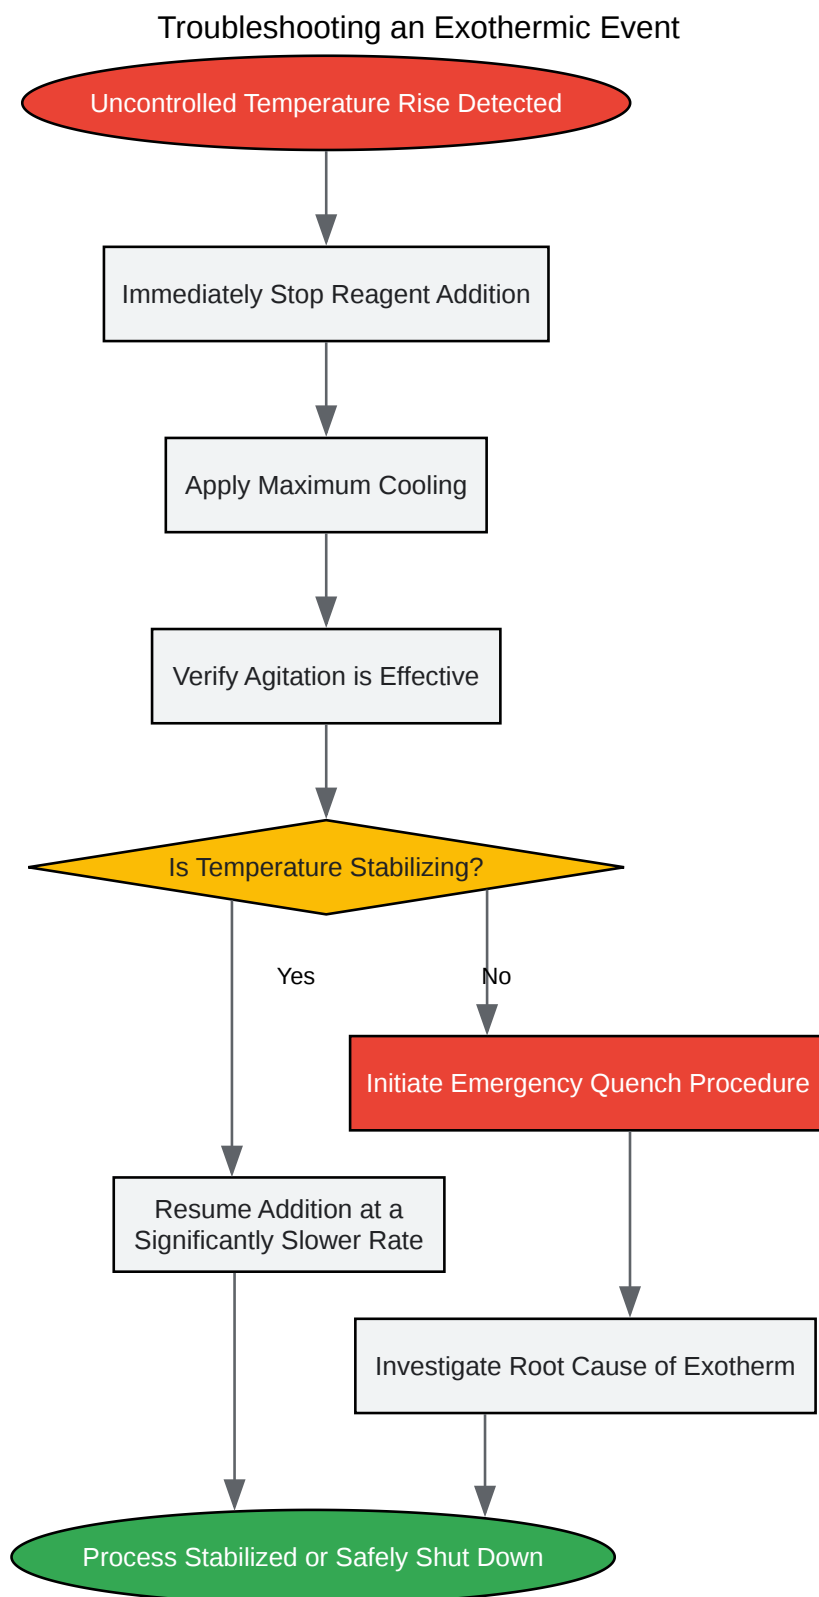 Troubleshooting an Exothermic Event
Uncontrolled Temperature Rise Detected
Immediately Stop Reagent Addition
Apply Maximum Cooling
Verify Agitation is Effective
Is Temperature Stabilizing?
Yes
No
Initiate Emergency Quench Procedure
Resume Addition at a
Significantly Slower Rate
Investigate Root Cause of Exotherm
Process Stabilized or Safely Shut Down